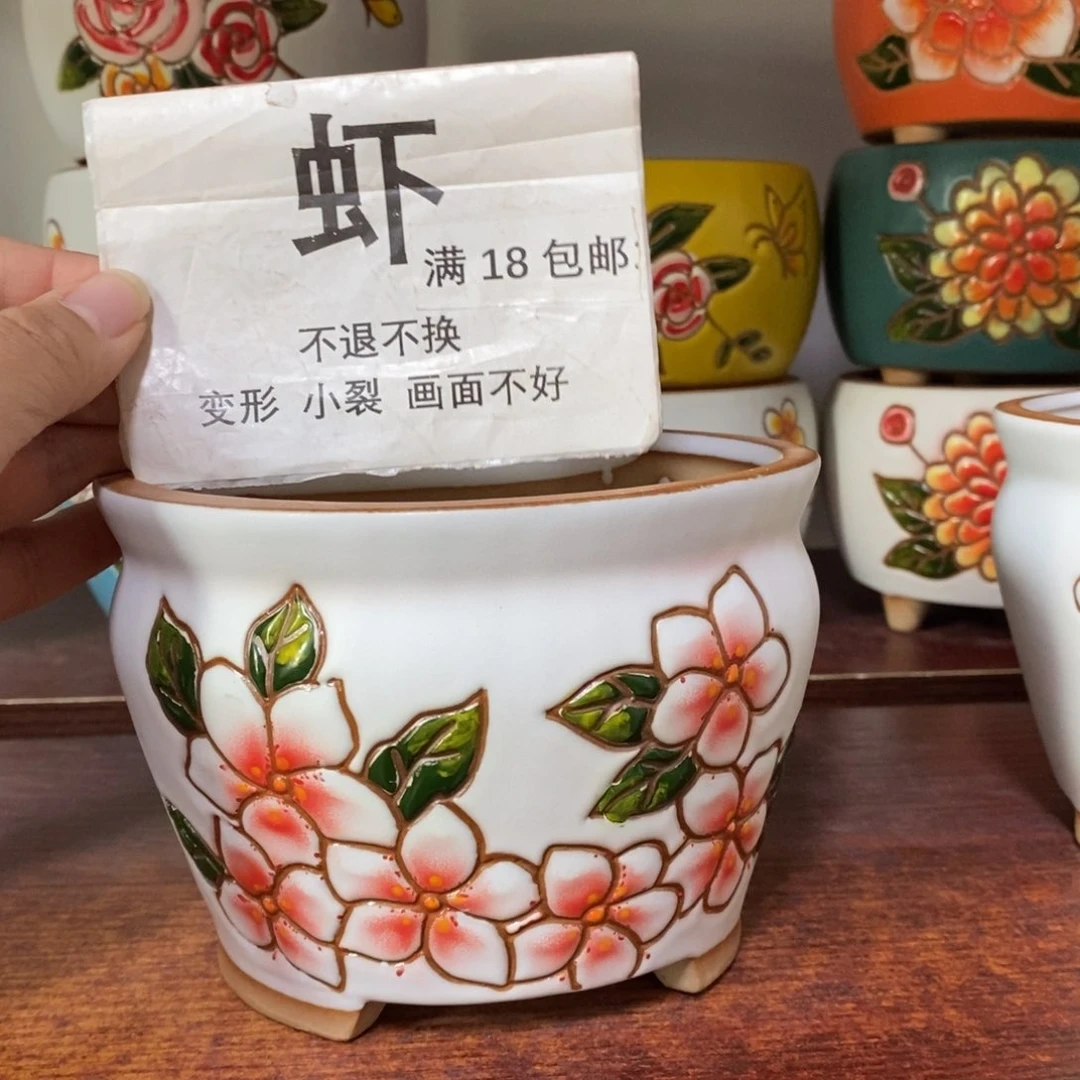 虾
满 18 包邮
不退不换
变形 小裂 画面不好